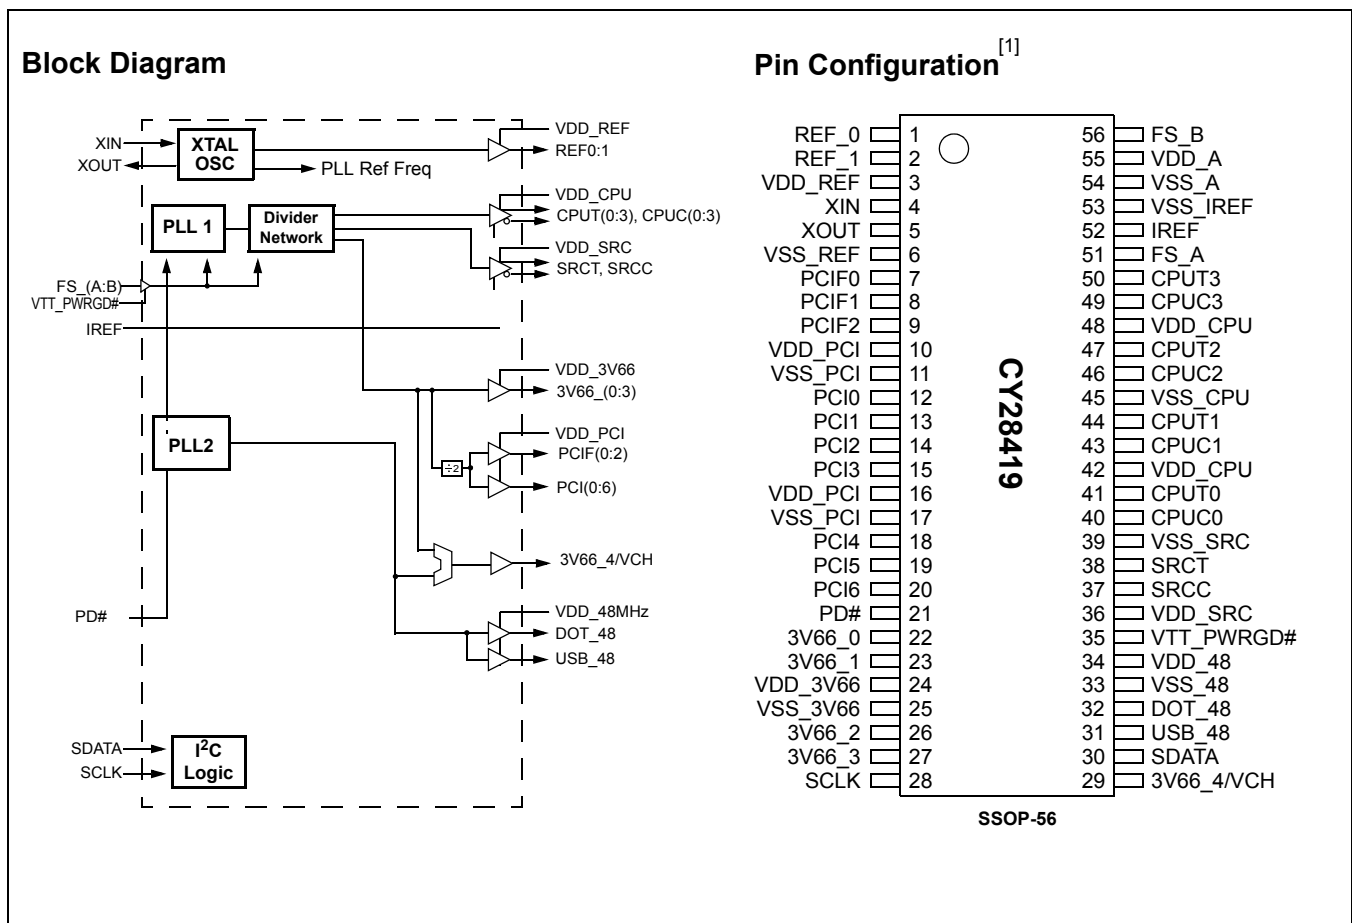 Block Diagram
XIN
XOUT
XTAL
OSC
PLL Ref Freq
VDD_REF
REF0:1
PLL 1
Divider
Network
VDD_CPU
CPUT(0:3), CPUC(0:3)
VDD_SRC
SRCT, SRCC
FS_(A:B)
VTT_PWRGD#
IREF
VDD_3V66
3V66_(0:3)
PLL2
VDD_PCI
PCIF(0:2)
÷2
PCI(0:6)
3V66_4/VCH
PD#
VDD_48MHz
DOT_48
USB_48
SDATA
SCLK
I2C
Logic
Pin Configuration[1]
REF_0 1 56 FS_B
REF_1 2 55 VDD_A
VDD_REF 3 54 VSS_A
XIN 4 53 VSS_IREF
XOUT 5 52 IREF
VSS_REF 6 51 FS_A
PCIF0 7 50 CPUT3
PCIF1 8 49 CPUC3
PCIF2 9 48 VDD_CPU
VDD_PCI 10 47 CPUT2
VSS_PCI 11 46 CPUC2
PCI0 12 45 VSS_CPU
PCI1 13 44 CPUT1
PCI2 14 43 CPUC1
PCI3 15 42 VDD_CPU
VDD_PCI 16 41 CPUT0
VSS_PCI 17 40 CPUC0
PCI4 18 39 VSS_SRC
PCI5 19 38 SRCT
PCI6 20 37 SRCC
PD# 21 36 VDD_SRC
3V66_0 22 35 VTT_PWRGD#
3V66_1 23 34 VDD_48
VDD_3V66 24 33 VSS_48
VSS_3V66 25 32 DOT_48
3V66_2 26 31 USB_48
3V66_3 27 30 SDATA
SCLK 28 29 3V66_4/VCH
CY28419
SSOP-56